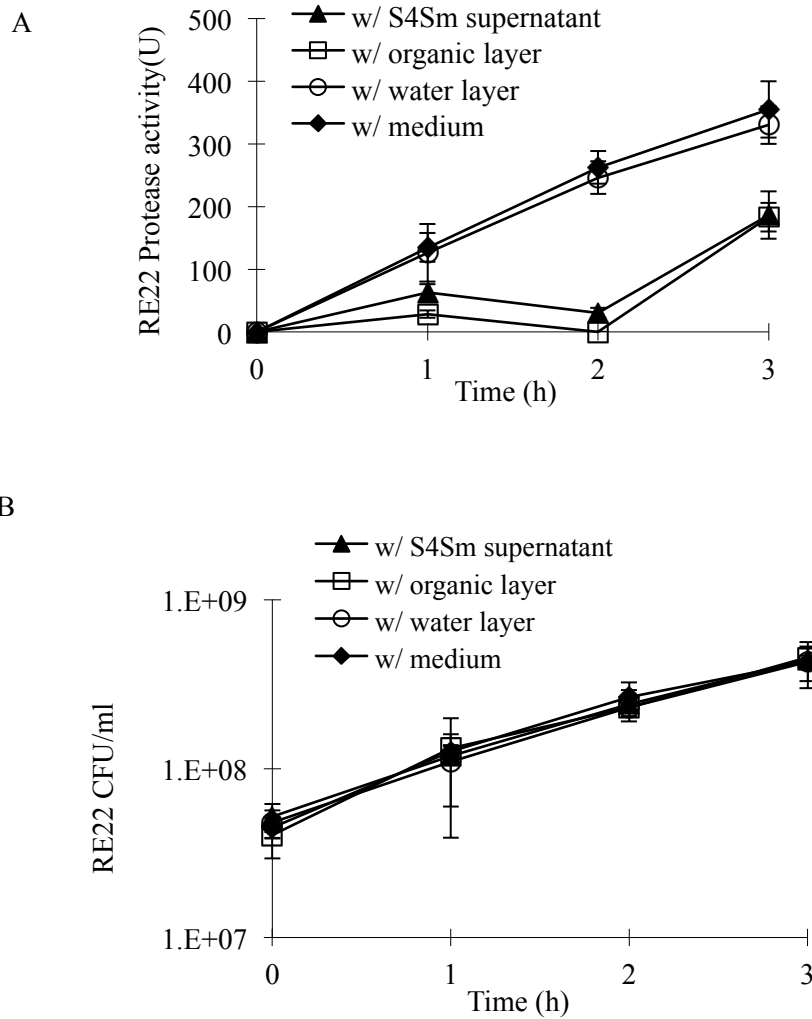 A
500
400
300
200
100
0
RE22 Protease activity(U)
w/ S4Sm supernatant
w/ organic layer
w/ water layer
w/ medium
0 1 2 3
Time (h)
B
w/ S4Sm supernatant
w/ organic layer
w/ water layer
w/ medium
1.E+09
1.E+08
1.E+07
RE22 CFU/ml
0 1 2 3
Time (h)